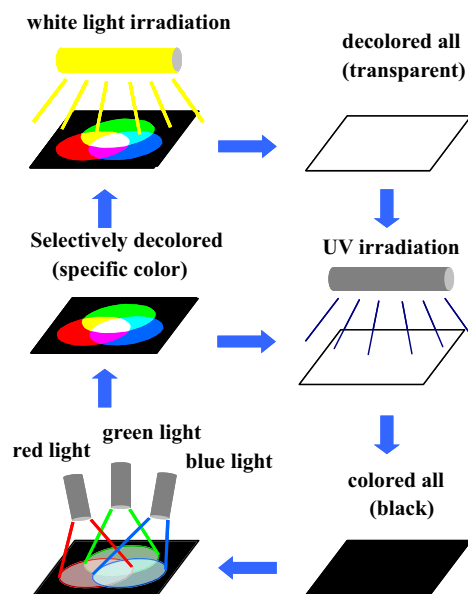 white light irradiation
decolored all
(transparent)
Selectively decolored
(specific color)
UV irradiation
red light
green light
blue light
colored all
(black)